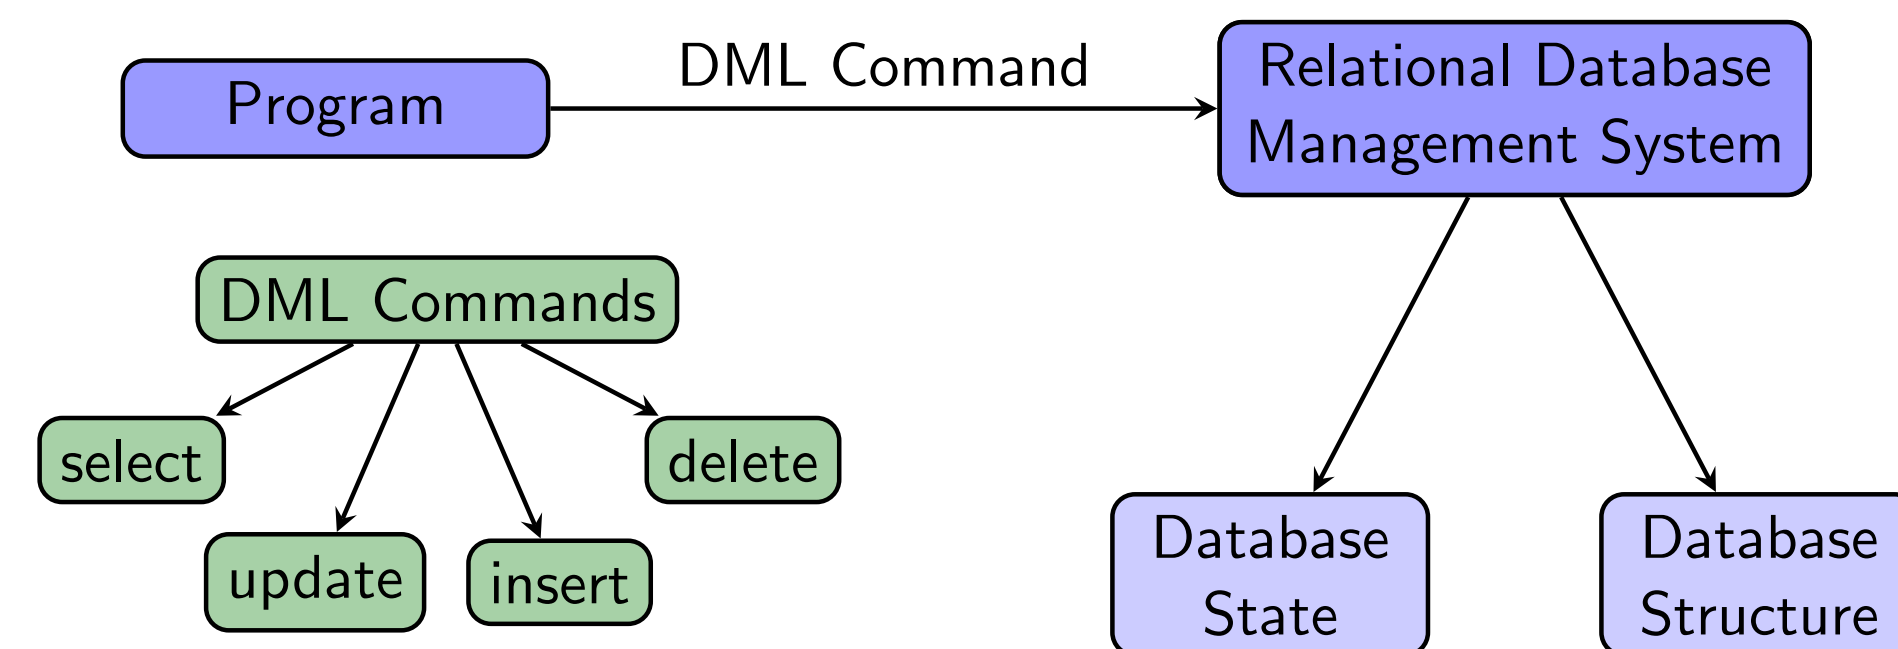 Program
DML Command
Relational Database
Management System
DML Commands
select
update
insert
delete
Database
State
Database
Structure